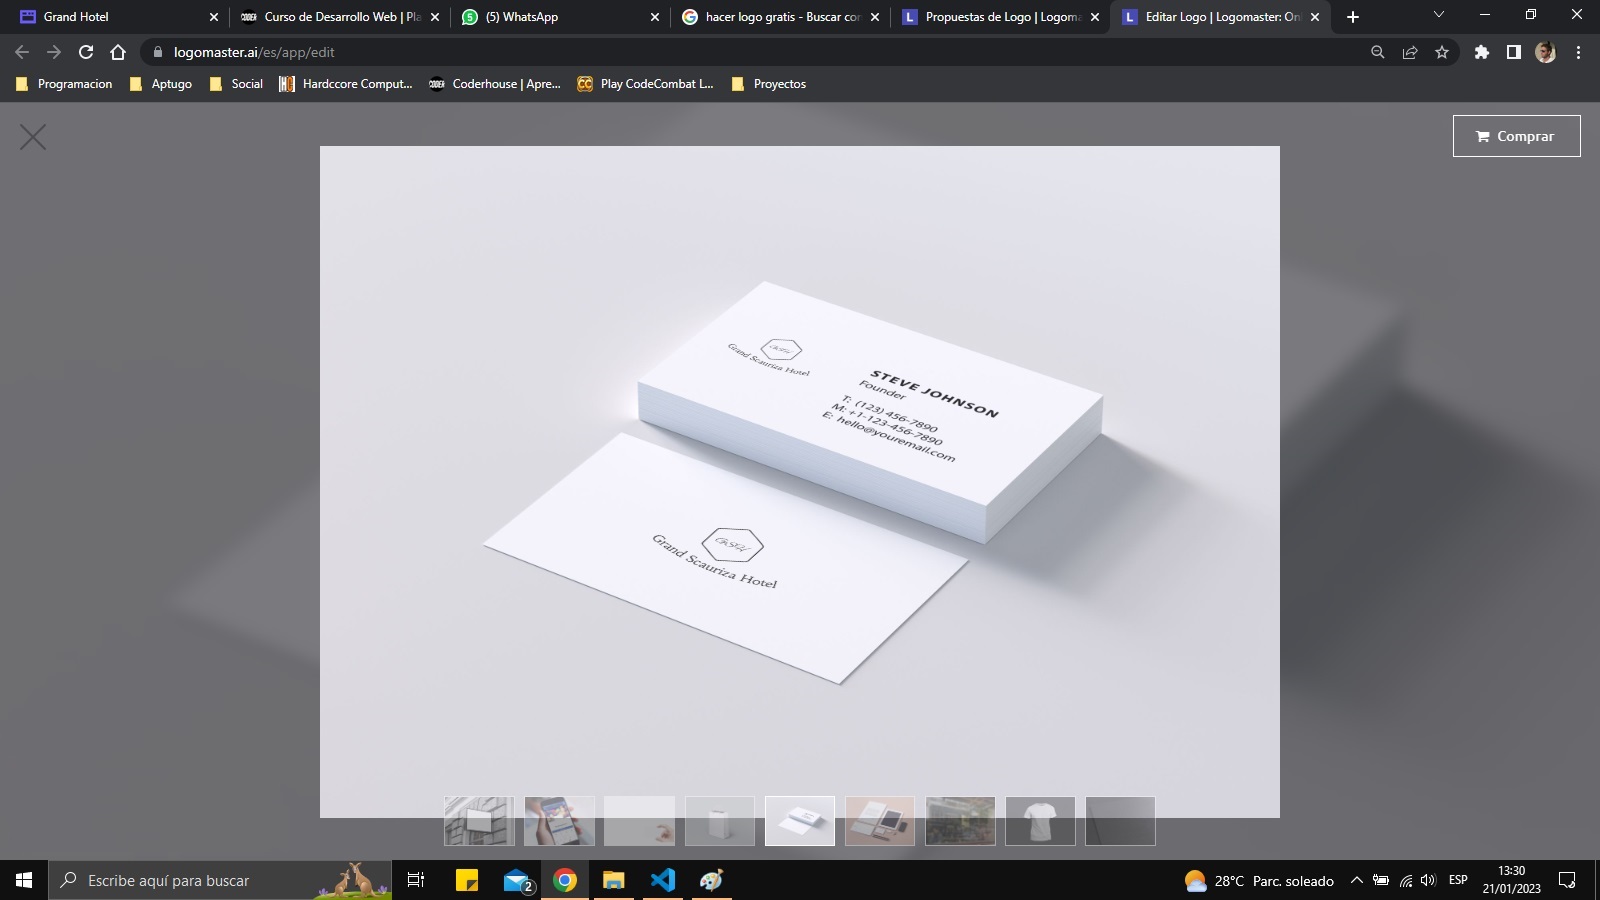 Grand Hotel
Curso de Desarrollo Web | Pla
(5) WhatsApp
hacer logo gratis - Buscar con
Propuestas de Logo | Logoma
Editar Logo | Logomaster: Onl
logomaster.ai/es/app/edit
Programacion
Aptugo
Social
Hardccore Comput...
Coderhouse | Apre...
Play CodeCombat L...
Proyectos
Comprar
GSH
Grand Scauriza Hotel
STEVE JOHNSON
Founder
T: (123) 456-7890
M: +1-123-456-7890
E: hello@youremail.com
GSH
Grand Scauriza Hotel
Escribe aquí para buscar
2
28°C Parc. soleado
ESP
13:30
21/01/2023